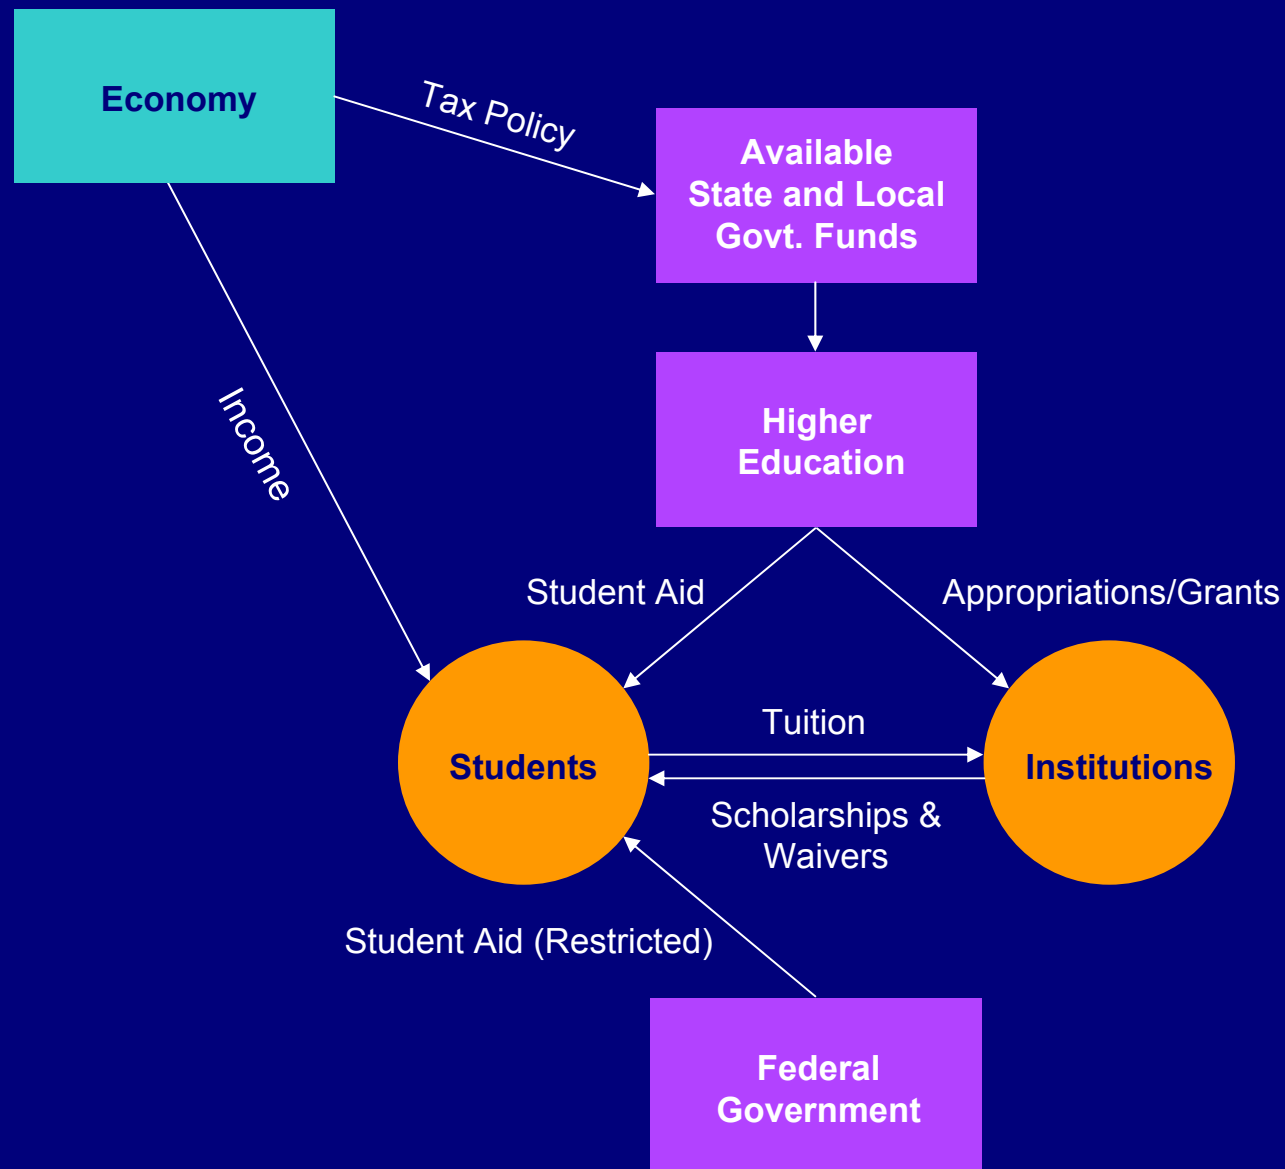 Economy
Tax Policy
Available
State and Local
Govt. Funds
Income
Higher
Education
Student Aid
Appropriations/Grants
Tuition
Students
Institutions
Scholarships &
Waivers
Student Aid (Restricted)
Federal
Government